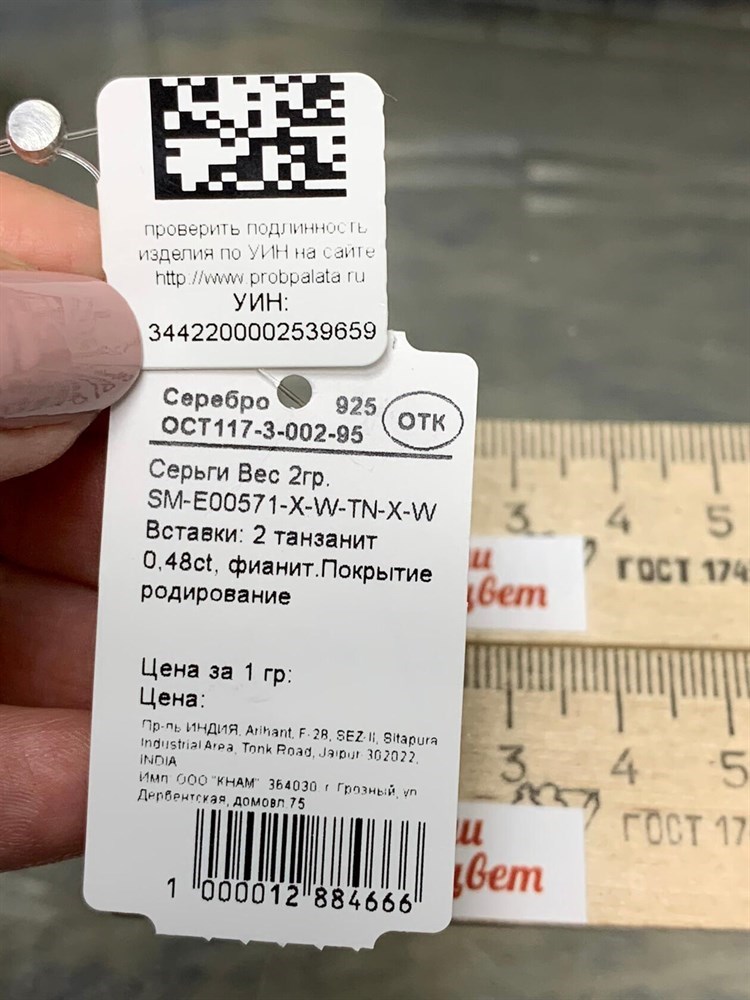 проверить подлинность
изделия по УИН на сайте
http://www.probpalata.ru
УИН:
3442200002539659
Серебро 925
ОСТ117-3-002-95
ОТК
Серьги Вес 2гр.
SM-E00571-X-W-TN-X-W
Вставки: 2 танзанит
0,48ct, фианит.Покрытие
родирование
Цена за 1 гр:
Цена:
Пр-ль ИНДИЯ, Arihant, F-28, SEZ-II, Sitapura
Industrial Area, Tonk Road, Jaipur 302022,
INDIA
Имп. ООО "КНАМ" 364030 г. Грозный, ул
Дербентская, домовл 75
1 000012 884666
3 4 5
ГОСТ 174
цвет
3 4 5
ГОСТ 17
цвет